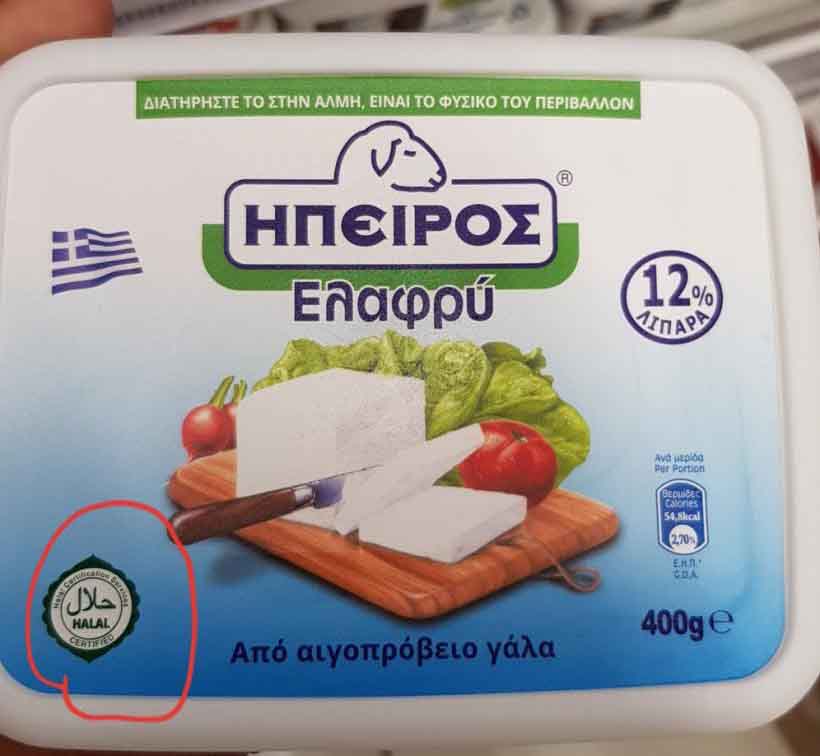 ΔΙΑΤΗΡΗΣΤΕ ΤΟ ΣΤΗΝ ΑΛΜΗ, ΕΙΝΑΙ ΤΟ ΦΥΣΙΚΟ ΤΟΥ ΠΕΡΙΒΑΛΛΟΝ
ΗΠΕΙΡΟΣ ®
Ελαφρύ
12%
ΛΙΠΑΡΑ
Ανά μερίδα
Per Portion
Θερμίδες
Calories
54,8kcal
2,70%
Ε.Η.Π.*
G.D.A.
Halal Certification Services
حلال
HALAL
CERTIFIED
400g e
Από αιγοπρόβειο γάλα